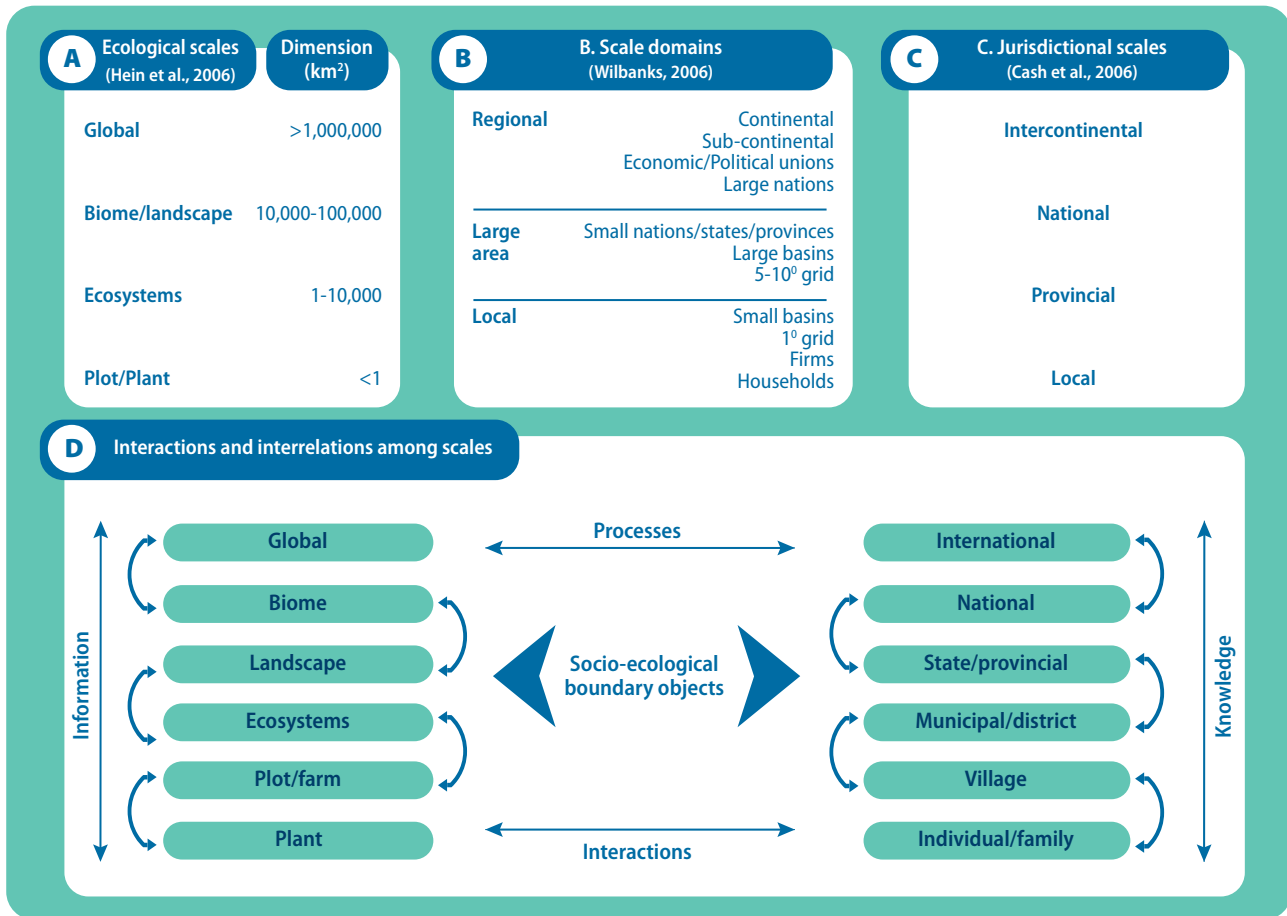 A
Ecological scales
(Hein et al., 2006)
Dimension
(km²)
Global >1,000,000
Biome/landscape 10,000-100,000
Ecosystems 1-10,000
Plot/Plant <1
B
B. Scale domains
(Wilbanks, 2006)
Regional Continental
Sub-continental
Economic/Political unions
Large nations
Large Small nations/states/provinces
area Large basins
5-10⁰ grid
Local Small basins
1⁰ grid
Firms
Households
C
C. Jurisdictional scales
(Cash et al., 2006)
Intercontinental
National
Provincial
Local
D
Interactions and interrelations among scales
Information
Global
Biome
Landscape
Ecosystems
Plot/farm
Plant
Processes
Socio-ecological
boundary objects
Interactions
International
National
State/provincial
Municipal/district
Village
Individual/family
Knowledge